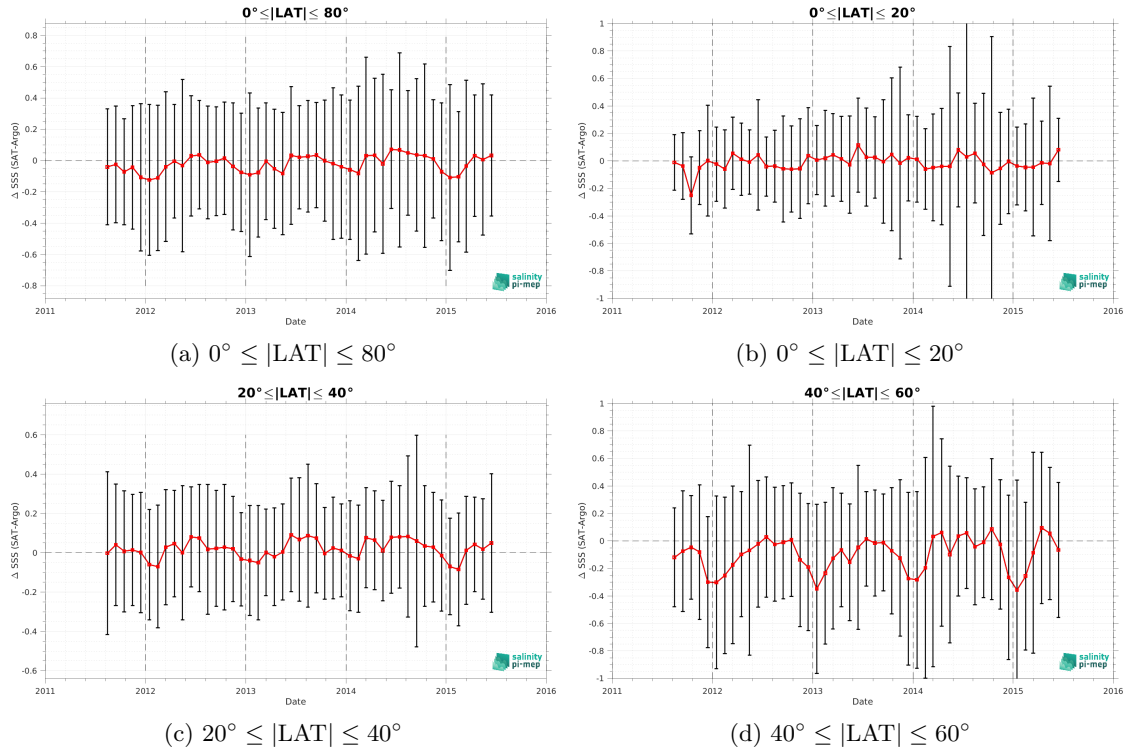 0°≤|LAT|≤ 80°
0.8
0.6
0.4
0.2
0
-0.2
-0.4
-0.6
-0.8
Δ SSS (SAT-Argo)
2011
2012
2013
2014
2015
2016
Date
salinity
pi-mep
(a) 0° ≤ |LAT| ≤ 80°
0°≤|LAT|≤ 20°
1
0.8
0.6
0.4
0.2
0
-0.2
-0.4
-0.6
-0.8
-1
Δ SSS (SAT-Argo)
2011
2012
2013
2014
2015
2016
Date
salinity
pi-mep
(b) 0° ≤ |LAT| ≤ 20°
20°≤|LAT|≤ 40°
0.6
0.4
0.2
0
-0.2
-0.4
-0.6
Δ SSS (SAT-Argo)
2011
2012
2013
2014
2015
2016
Date
salinity
pi-mep
(c) 20° ≤ |LAT| ≤ 40°
40°≤|LAT|≤ 60°
1
0.8
0.6
0.4
0.2
0
-0.2
-0.4
-0.6
-0.8
-1
Δ SSS (SAT-Argo)
2011
2012
2013
2014
2015
2016
Date
salinity
pi-mep
(d) 40° ≤ |LAT| ≤ 60°